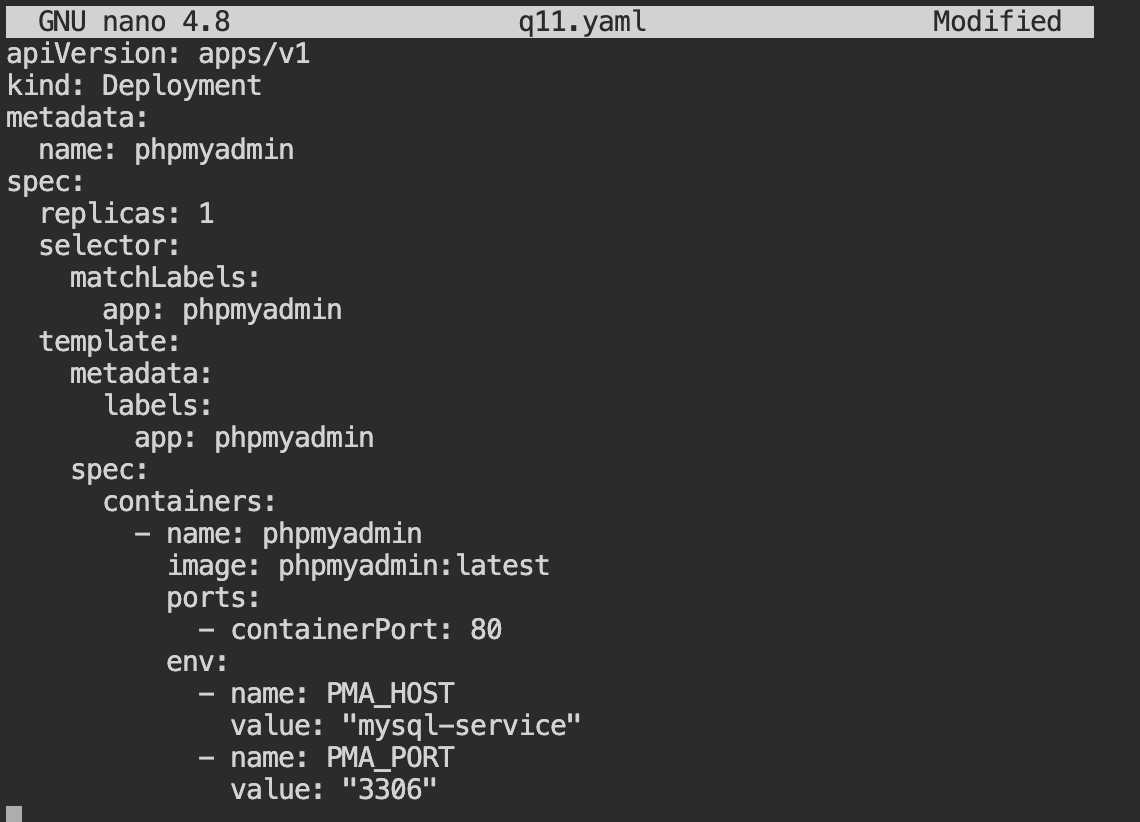 GNU nano 4.8 q11.yaml Modified
apiVersion: apps/v1
kind: Deployment
metadata:
  name: phpmyadmin
spec:
  replicas: 1
  selector:
    matchLabels:
      app: phpmyadmin
  template:
    metadata:
      labels:
        app: phpmyadmin
    spec:
      containers:
        - name: phpmyadmin
          image: phpmyadmin:latest
          ports:
            - containerPort: 80
          env:
            - name: PMA_HOST
              value: "mysql-service"
            - name: PMA_PORT
              value: "3306"